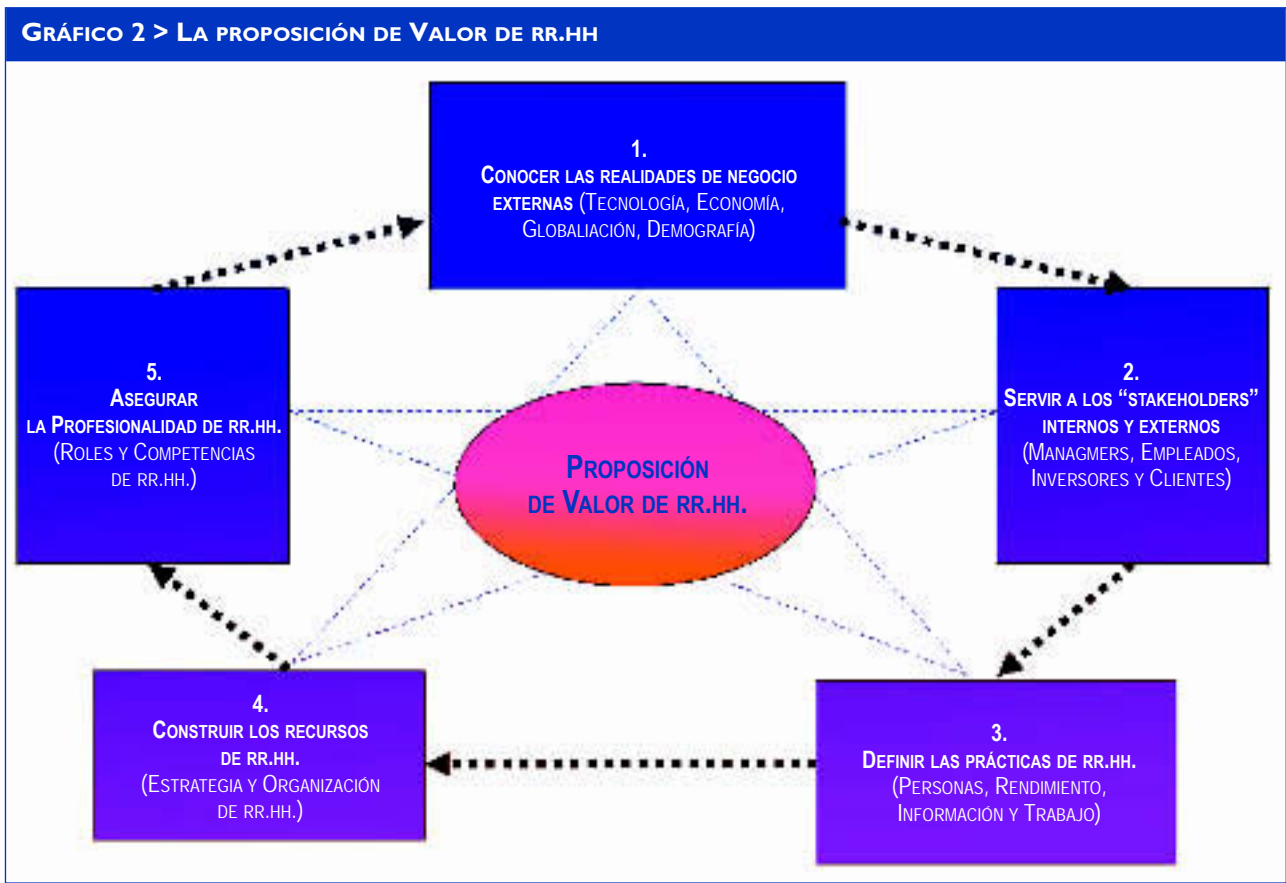 GRÁFICO 2 > LA PROPOSICIÓN DE VALOR DE RR.HH
1.
CONOCER LAS REALIDADES DE NEGOCIO
EXTERNAS (TECNOLOGÍA, ECONOMÍA,
GLOBALIACIÓN, DEMOGRAFÍA)
2.
SERVIR A LOS “STAKEHOLDERS”
INTERNOS Y EXTERNOS
(MANAGMERS, EMPLEADOS,
INVERSORES Y CLIENTES)
3.
DEFINIR LAS PRÁCTICAS DE RR.HH.
(PERSONAS, RENDIMIENTO,
INFORMACIÓN Y TRABAJO)
4.
CONSTRUIR LOS RECURSOS
DE RR.HH.
(ESTRATEGIA Y ORGANIZACIÓN
DE RR.HH.)
5.
ASEGURAR
LA PROFESIONALIDAD DE RR.HH.
(ROLES Y COMPETENCIAS
DE RR.HH.)
PROPOSICIÓN
DE VALOR DE RR.HH.